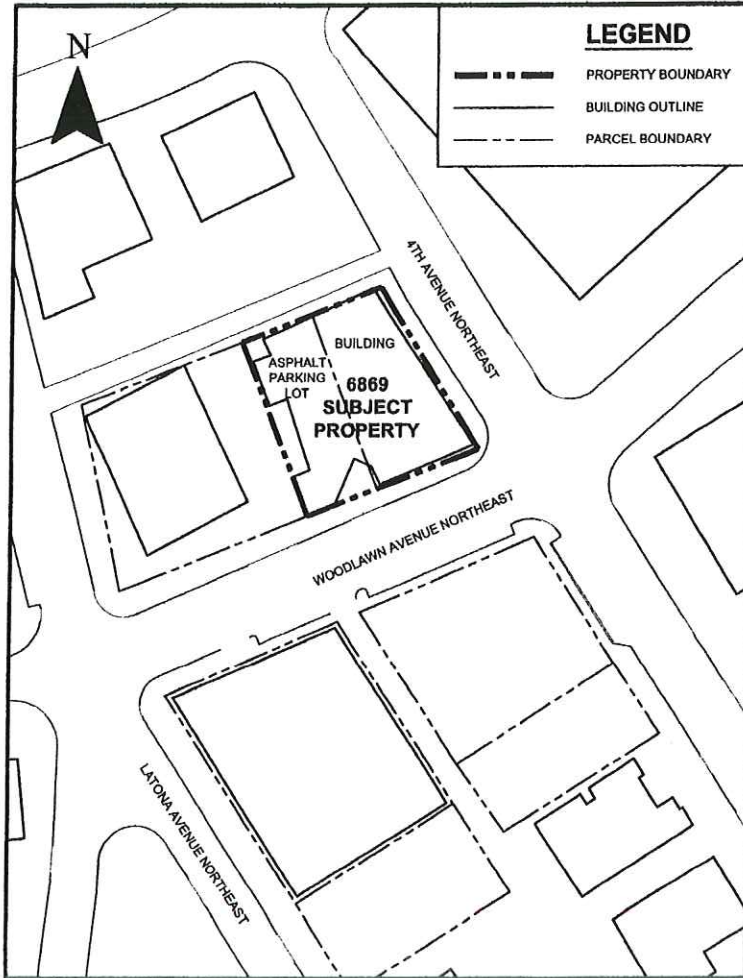 N
LEGEND
PROPERTY BOUNDARY
BUILDING OUTLINE
PARCEL BOUNDARY
4TH AVENUE NORTHEAST
BUILDING
ASPHALT
PARKING
LOT
6869
SUBJECT
PROPERTY
WOODLAWN AVENUE NORTHEAST
LATONA AVENUE NORTHEAST